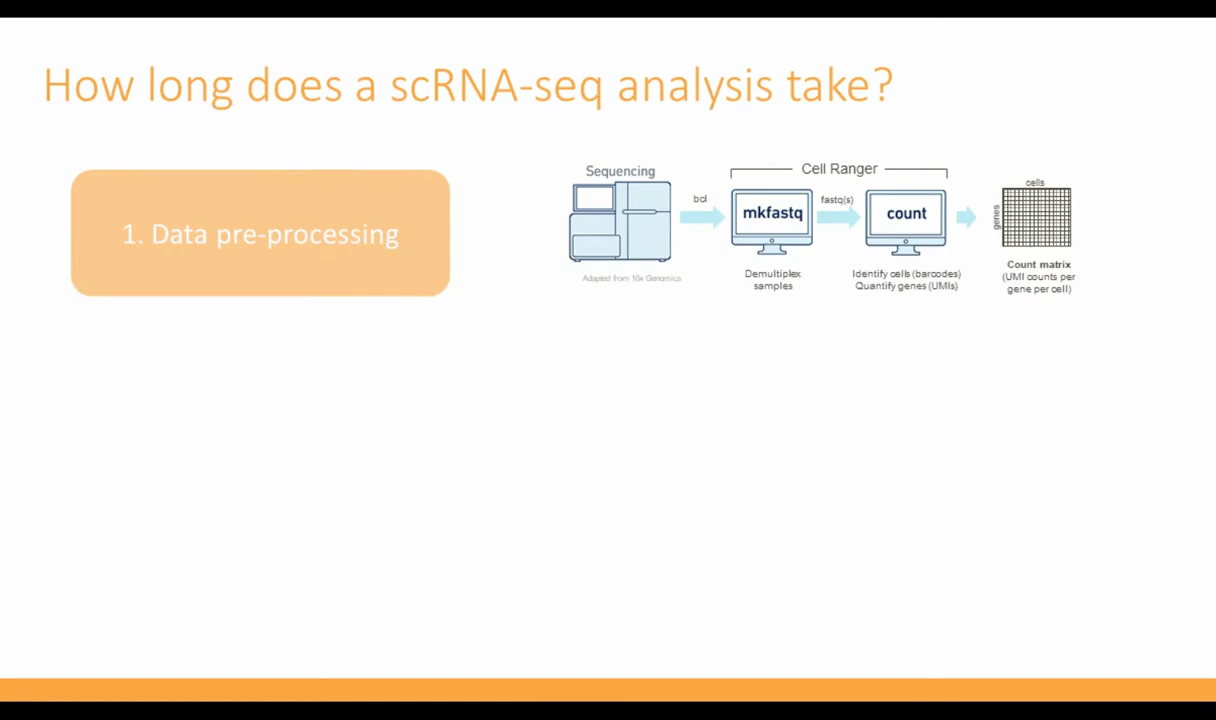 How long does a scRNA-seq analysis take?
1. Data pre-processing
Sequencing
Adapted from 10x Genomics
bcl
Cell Ranger
mkfastq
Demultiplex
samples
fastq(s)
count
Identify cells (barcodes)
Quantify genes (UMIs)
cells
genes
Count matrix
(UMI counts per
gene per cell)